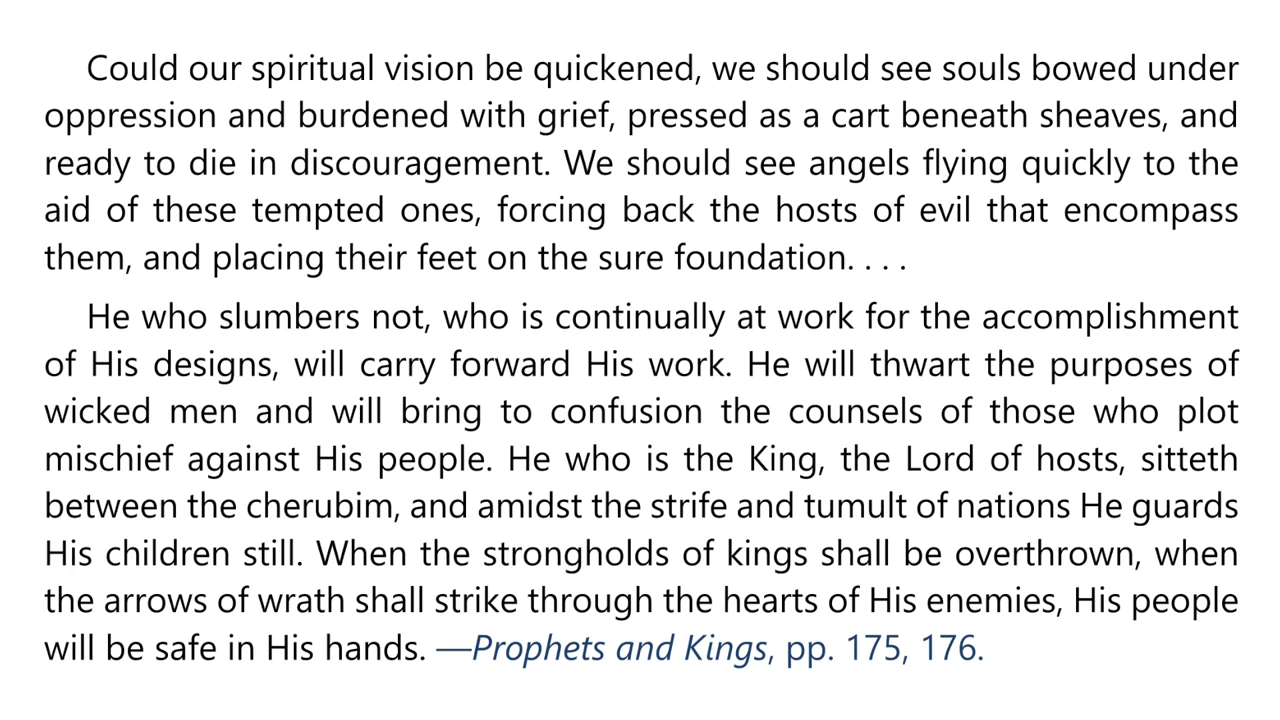 Could our spiritual vision be quickened, we should see souls bowed under
oppression and burdened with grief, pressed as a cart beneath sheaves, and
ready to die in discouragement. We should see angels flying quickly to the
aid of these tempted ones, forcing back the hosts of evil that encompass
them, and placing their feet on the sure foundation. . . .
He who slumbers not, who is continually at work for the accomplishment
of His designs, will carry forward His work. He will thwart the purposes of
wicked men and will bring to confusion the counsels of those who plot
mischief against His people. He who is the King, the Lord of hosts, sitteth
between the cherubim, and amidst the strife and tumult of nations He guards
His children still. When the strongholds of kings shall be overthrown, when
the arrows of wrath shall strike through the hearts of His enemies, His people
will be safe in His hands. —Prophets and Kings, pp. 175, 176.